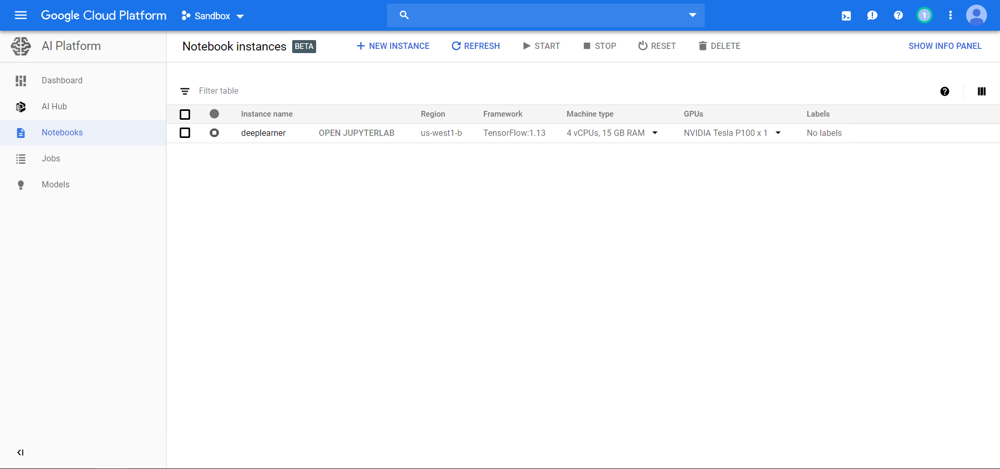 Google Cloud Platform Sandbox 1
AI Platform
Notebook instances BETA NEW INSTANCE REFRESH START STOP RESET DELETE SHOW INFO PANEL
Dashboard
AI Hub
Notebooks
Jobs
Models
Filter table
Instance name Region Framework Machine type GPUs Labels
deeplearner OPEN JUPYTERLAB us-west1-b TensorFlow:1.13 4 vCPUs, 15 GB RAM NVIDIA Tesla P100 x 1 No labels